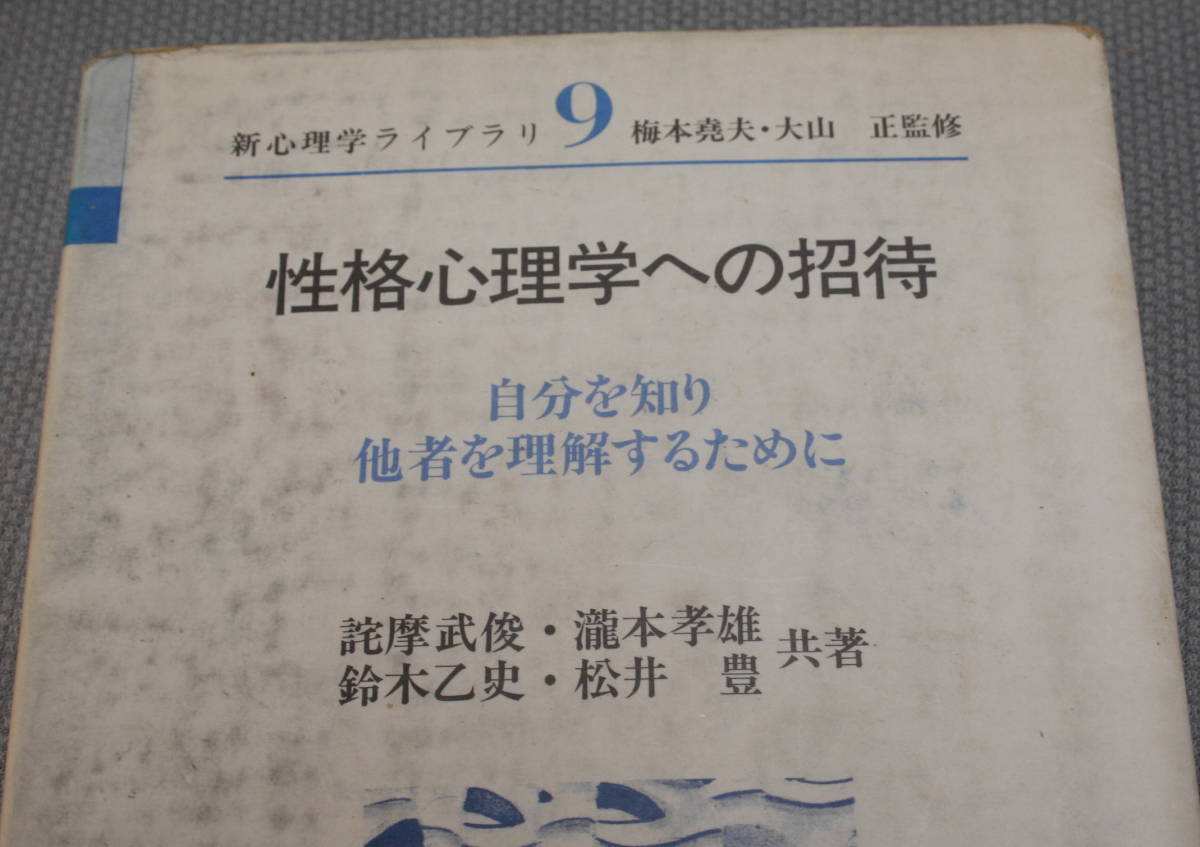 新心理学ライブラリ 9 梅本堯夫・大山　正監修
性格心理学への招待
自分を知り
他者を理解するために
詫摩武俊・瀧本孝雄
鈴木乙史・松井　豊
共著